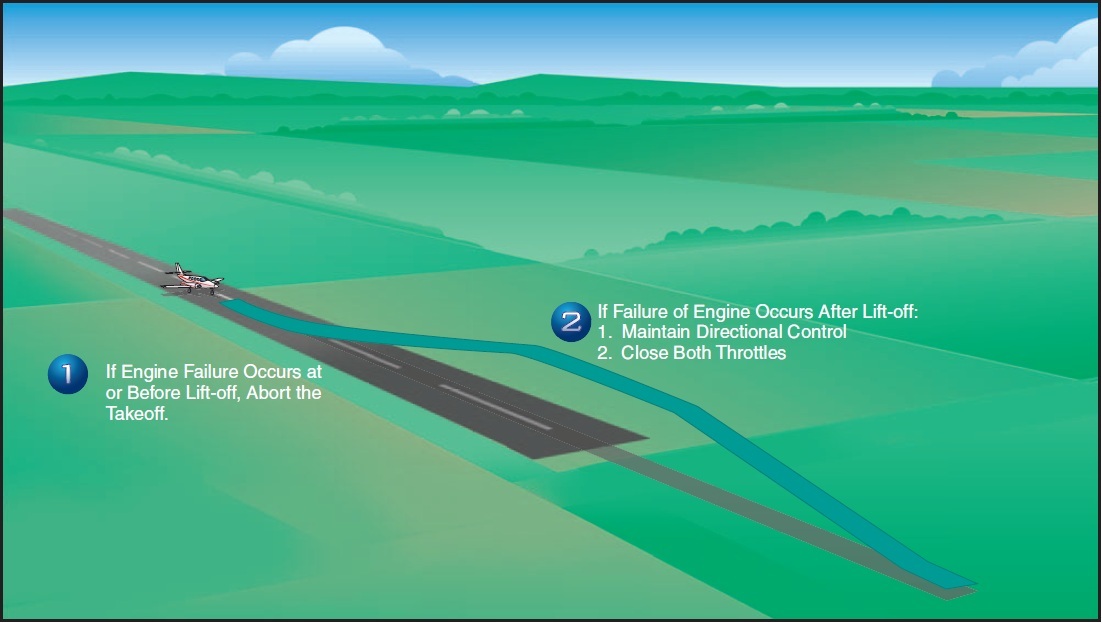 1
If Engine Failure Occurs at
or Before Lift-off, Abort the
Takeoff.
2
If Failure of Engine Occurs After Lift-off:
1. Maintain Directional Control
2. Close Both Throttles